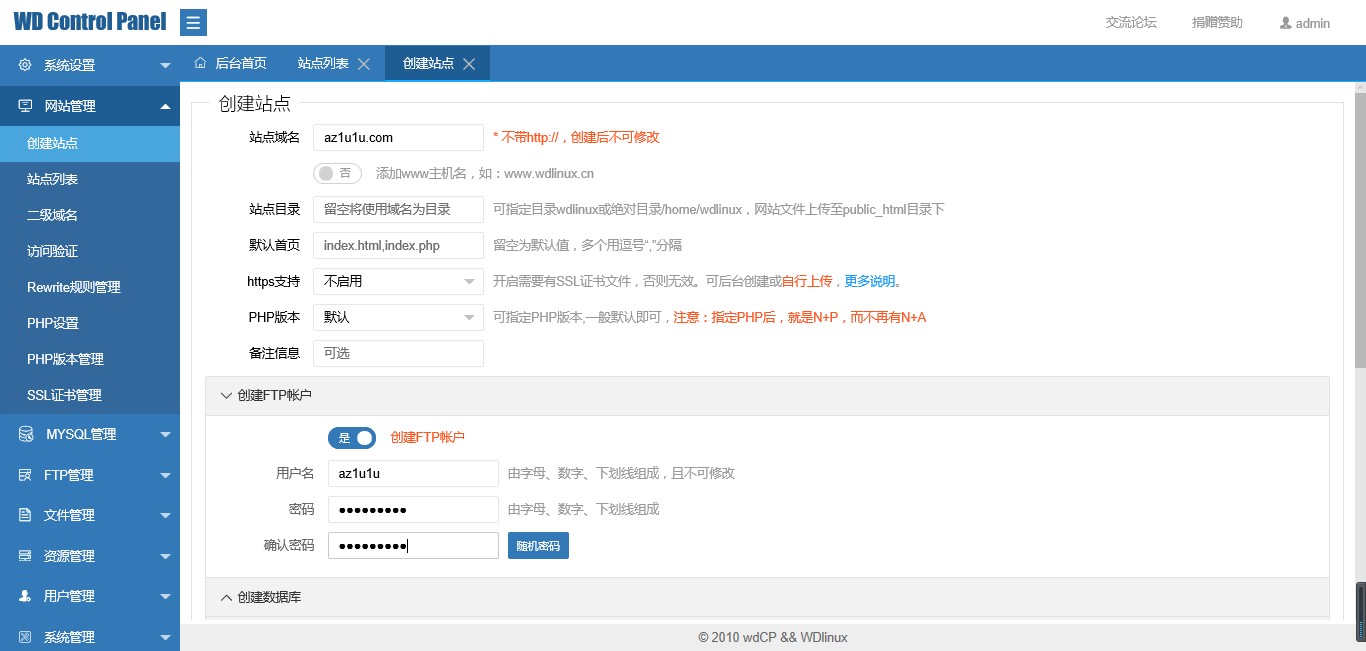 WD Control Panel
交流论坛 捐赠赞助 admin
系统设置
后台首页 站点列表 创建站点
网站管理
创建站点
站点列表
二级域名
访问验证
Rewrite规则管理
PHP设置
PHP版本管理
SSL证书管理
MYSQL管理
FTP管理
文件管理
资源管理
用户管理
系统管理
创建站点
站点域名 az1u1u.com * 不带http://，创建后不可修改
否 添加www主机名，如：www.wdlinux.cn
站点目录 留空将使用域名为目录 可指定目录wdlinux或绝对目录/home/wdlinux，网站文件上传至public_html目录下
默认首页 index.html,index.php 留空为默认值，多个用逗号“,”分隔
https支持 不启用 开启需要有SSL证书文件，否则无效。可后台创建或自行上传，更多说明。
PHP版本 默认 可指定PHP版本,一般默认即可，注意：指定PHP后，就是N+P，而不再有N+A
备注信息 可选
创建FTP帐户
是 创建FTP帐户
用户名 az1u1u 由字母、数字、下划线组成，且不可修改
密码 ●●●●●●●●● 由字母、数字、下划线组成
确认密码 ●●●●●●●●● 随机密码
创建数据库
© 2010 wdCP && WDlinux